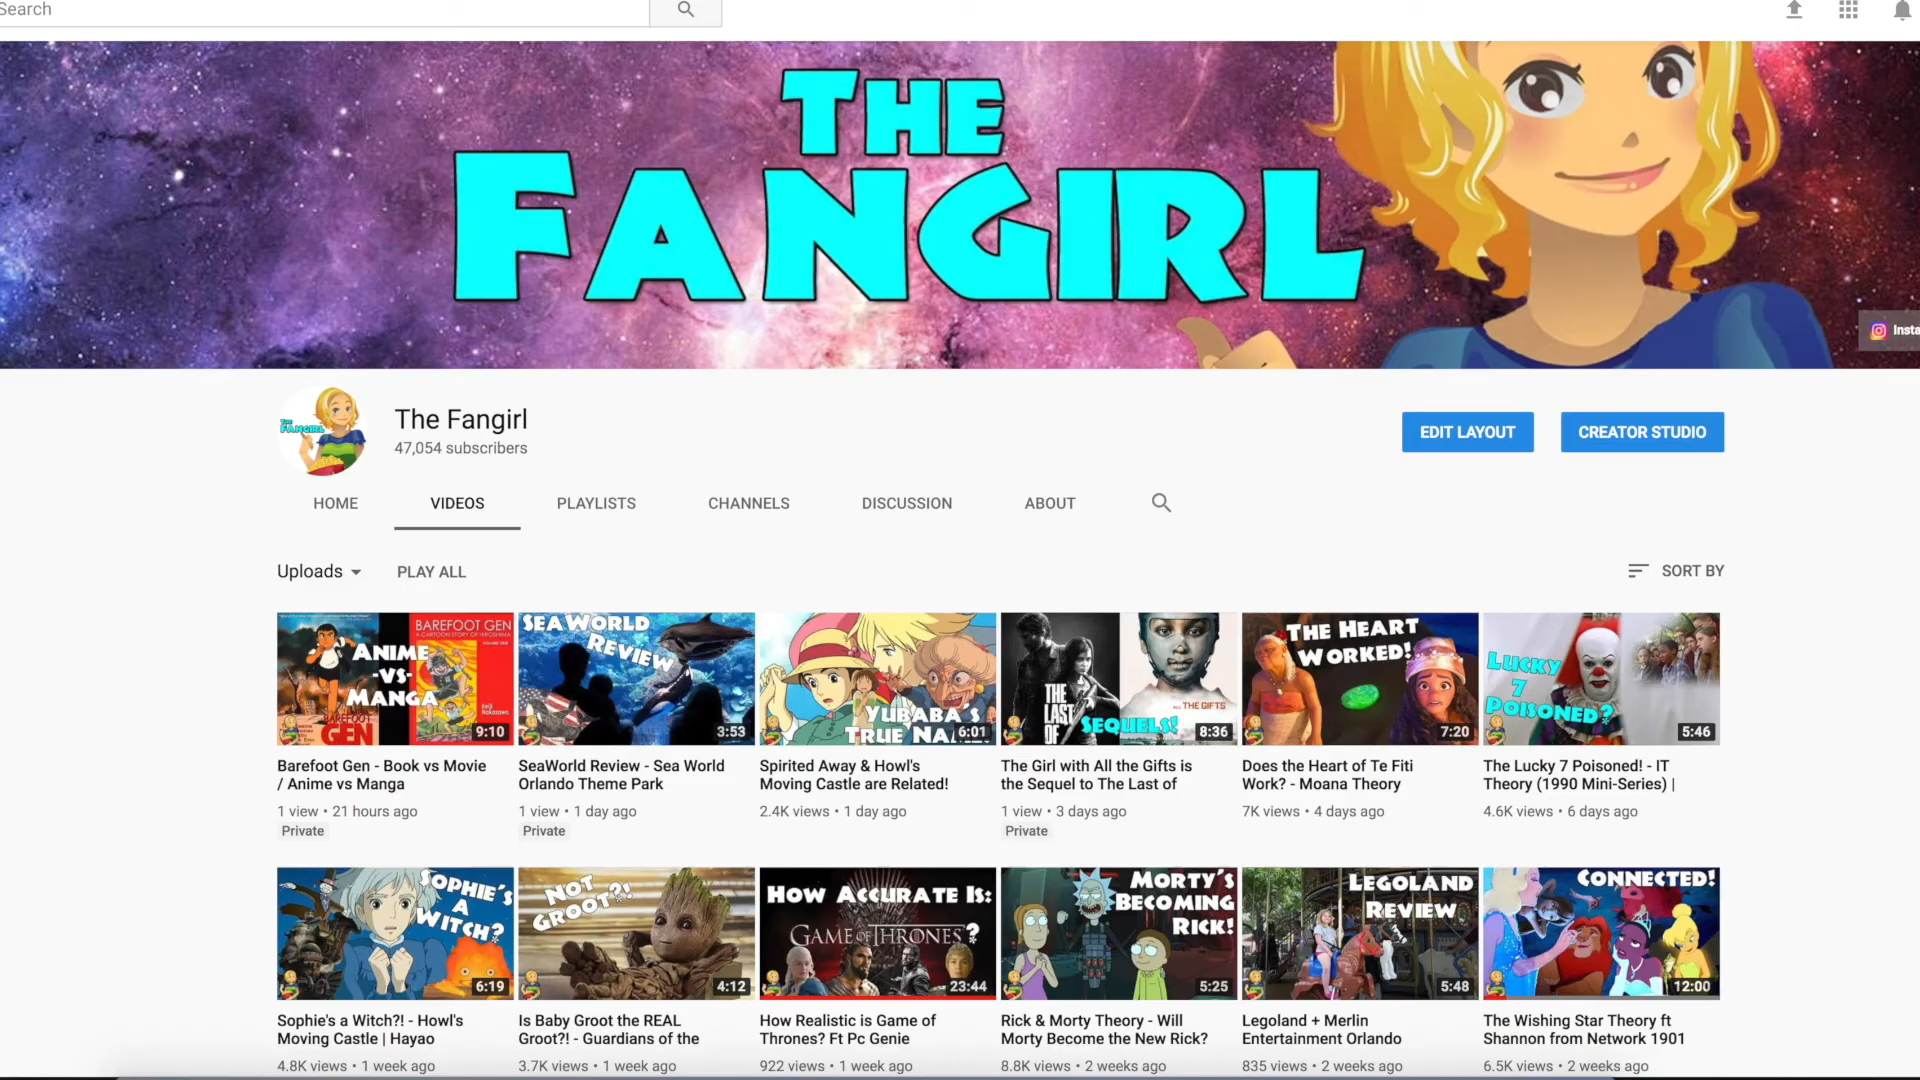 Search
THE
FANGIRL
Insta
The Fangirl
47,054 subscribers
EDIT LAYOUT
CREATOR STUDIO
HOME
VIDEOS
PLAYLISTS
CHANNELS
DISCUSSION
ABOUT
Uploads
PLAY ALL
SORT BY
BAREFOOT GEN
A CARTOON STORY OF HIROSHIMA
ANIME
-VS-
MANGA
Keiji
Nakazawa
BAREFOOT
GEN
9:10
SEAWORLD
REVIEW
3:53
YUBABA'S
TRUE NA
6:01
THE
LAST
OF
ALL THE GIFTS
SEQUELS!
8:36
THE HEART
WORKED!
7:20
LUCKY
7
POISONED?
5:46
Barefoot Gen - Book vs Movie
/ Anime vs Manga
1 view • 21 hours ago
Private
SeaWorld Review - Sea World
Orlando Theme Park
1 view • 1 day ago
Private
Spirited Away & Howl's
Moving Castle are Related!
2.4K views • 1 day ago
The Girl with All the Gifts is
the Sequel to The Last of
1 view • 3 days ago
Private
Does the Heart of Te Fiti
Work? - Moana Theory
7K views • 4 days ago
The Lucky 7 Poisoned! - IT
Theory (1990 Mini-Series) |
4.6K views • 6 days ago
SOPHIE'S
A
WITCH?
6:19
NOT
GROOT?!
4:12
HOW ACCURATE IS:
GAME OF THRONES?
23:44
MORTY'S
BECOMING
RICK!
5:25
LEGOLAND
REVIEW
5:48
CONNECTED!
12:00
Sophie's a Witch?! - Howl's
Moving Castle | Hayao
4.8K views • 1 week ago
Is Baby Groot the REAL
Groot?! - Guardians of the
3.7K views • 1 week ago
How Realistic is Game of
Thrones? Ft Pc Genie
922 views • 1 week ago
Rick & Morty Theory - Will
Morty Become the New Rick?
8.8K views • 2 weeks ago
Legoland + Merlin
Entertainment Orlando
835 views • 2 weeks ago
The Wishing Star Theory ft
Shannon from Network 1901
6.5K views • 2 weeks ago